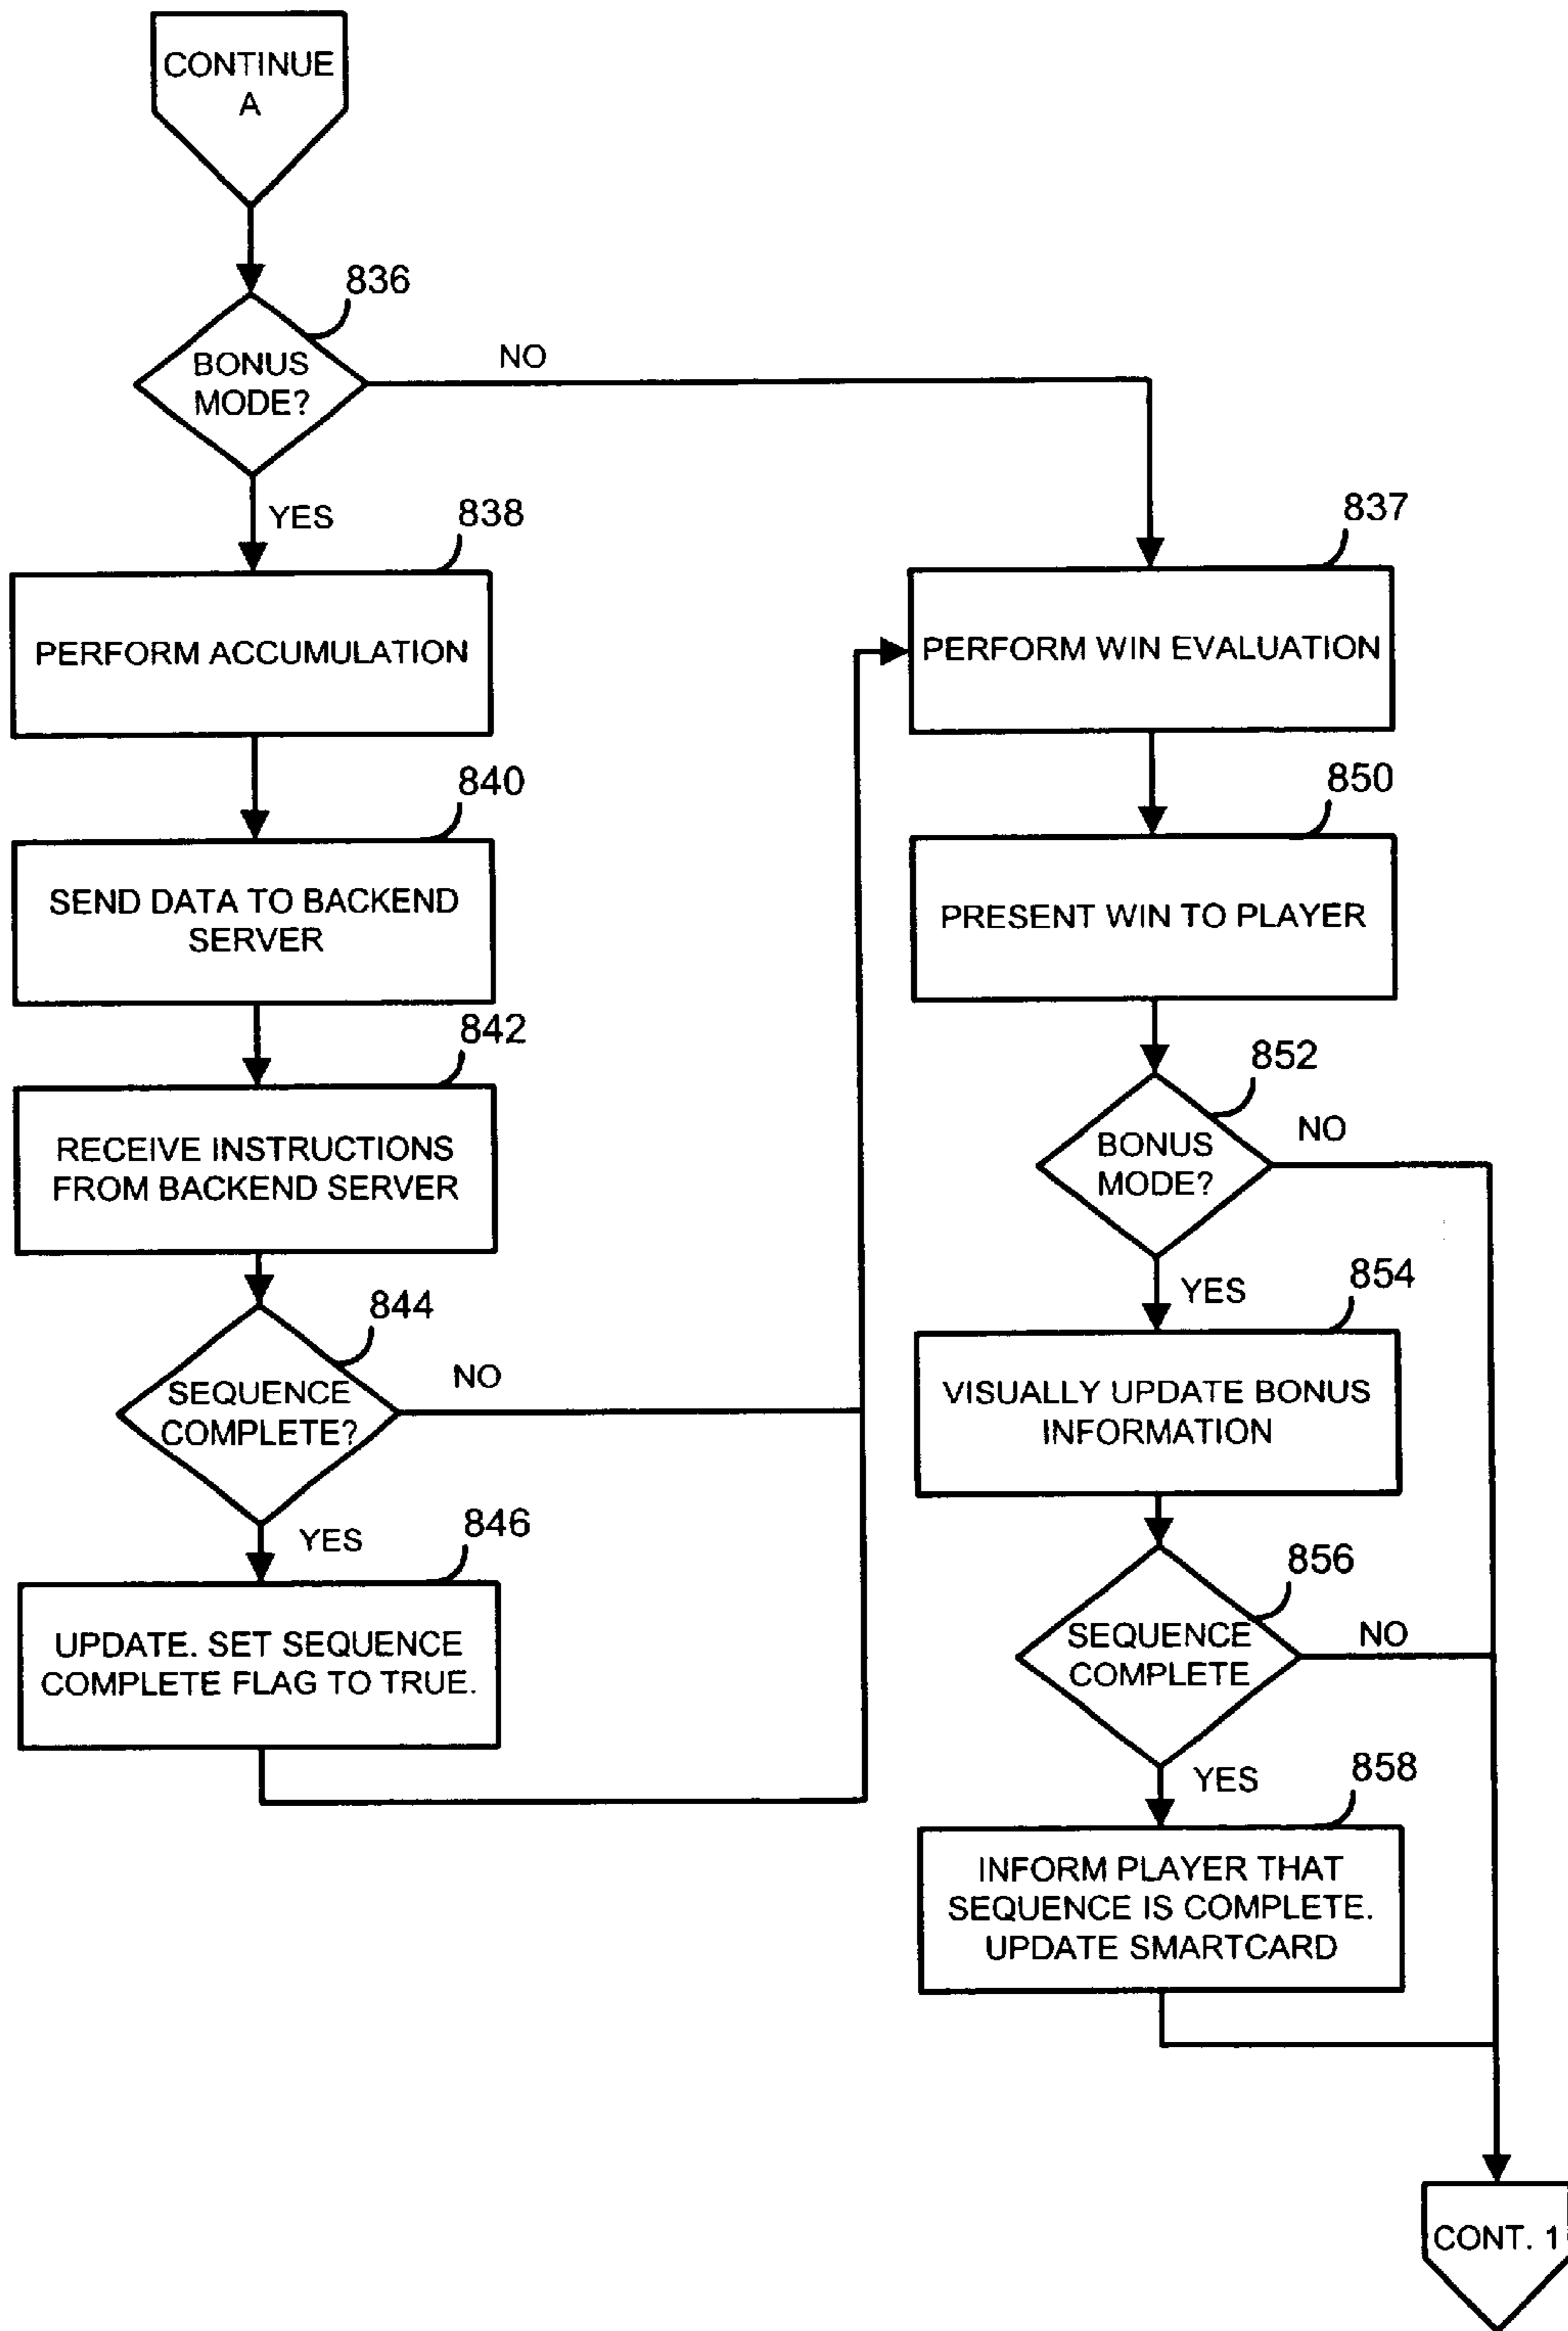 CONTINUE
A
836
BONUS
MODE?
NO
YES
838
PERFORM ACCUMULATION
840
SEND DATA TO BACKEND
SERVER
842
RECEIVE INSTRUCTIONS
FROM BACKEND SERVER
844
SEQUENCE
COMPLETE?
NO
YES
846
UPDATE. SET SEQUENCE
COMPLETE FLAG TO TRUE.
837
PERFORM WIN EVALUATION
850
PRESENT WIN TO PLAYER
852
BONUS
MODE?
NO
YES
854
VISUALLY UPDATE BONUS
INFORMATION
856
SEQUENCE
COMPLETE
NO
YES
858
INFORM PLAYER THAT
SEQUENCE IS COMPLETE.
UPDATE SMARTCARD
CONT. 1